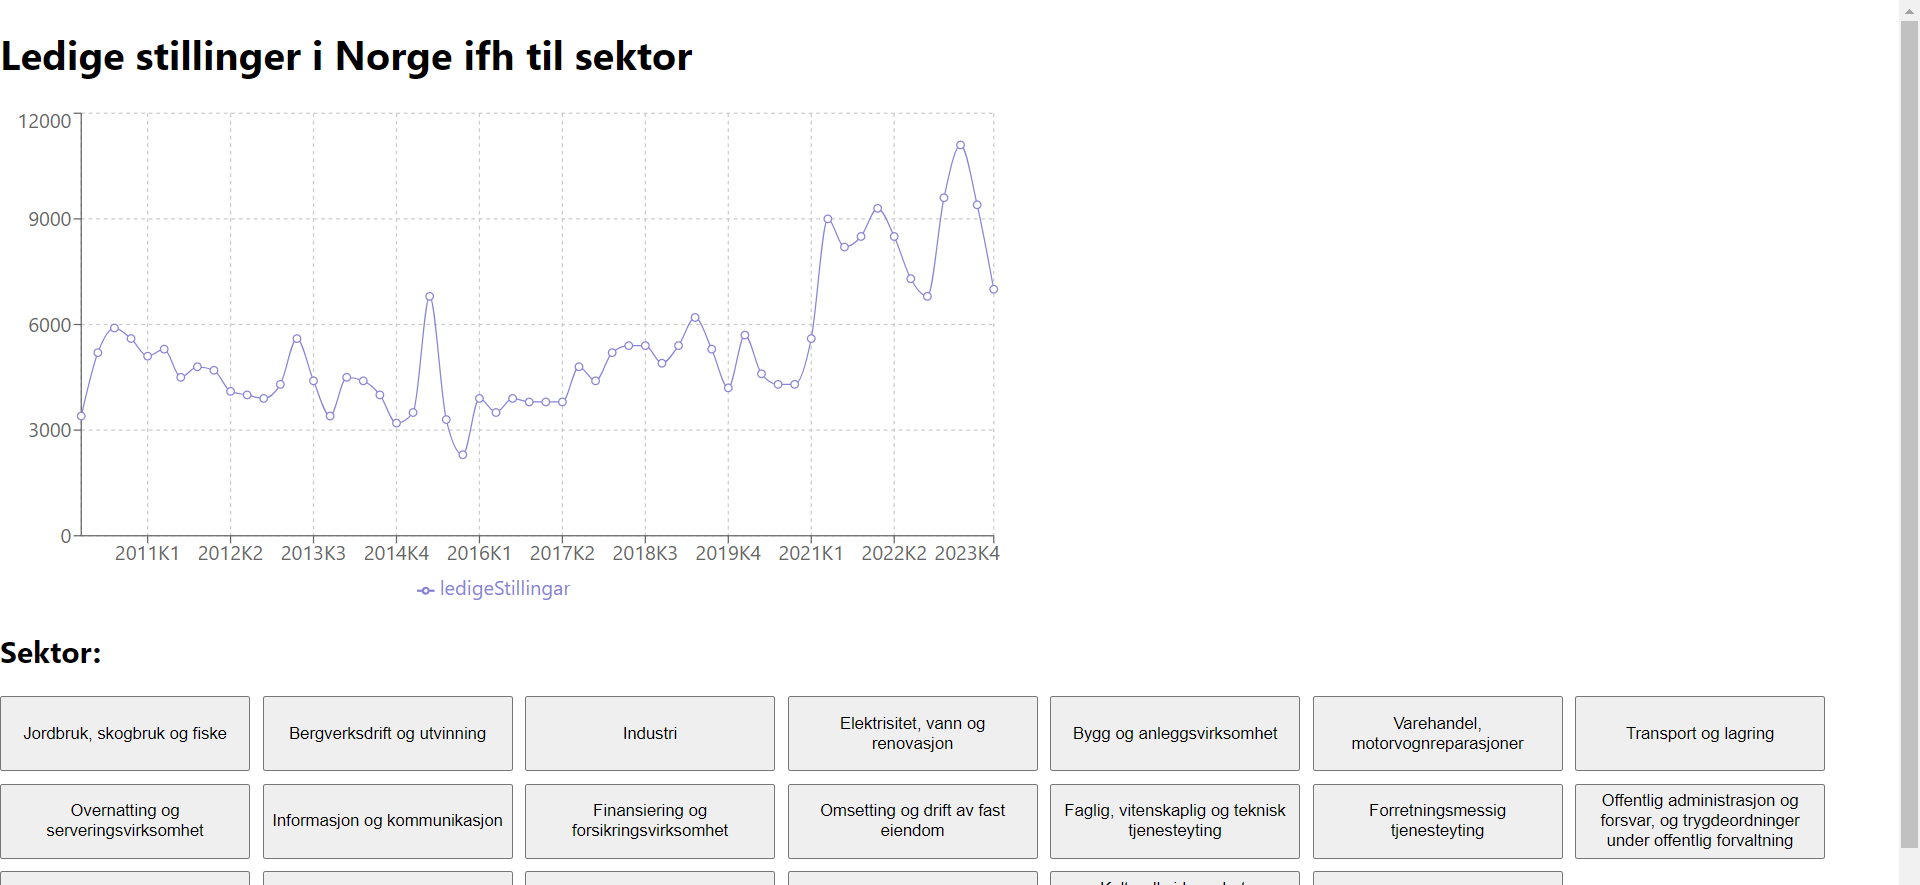 Ledige stillinger i Norge ifh til sektor
12000
9000
6000
3000
0
2011K1 2012K2 2013K3 2014K4 2016K1 2017K2 2018K3 2019K4 2021K1 2022K2 2023K4
ledigeStillingar
Sektor:
Jordbruk, skogbruk og fiske
Bergverksdrift og utvinning
Industri
Elektrisitet, vann og
renovasjon
Bygg og anleggsvirksomhet
Varehandel,
motorvognreparasjoner
Transport og lagring
Overnatting og
serveringsvirksomhet
Informasjon og kommunikasjon
Finansiering og
forsikringsvirksomhet
Omsetting og drift av fast
eiendom
Faglig, vitenskaplig og teknisk
tjenesteyting
Forretningsmessig
tjenesteyting
Offentlig administrasjon og
forsvar, og trygdeordninger
under offentlig forvaltning